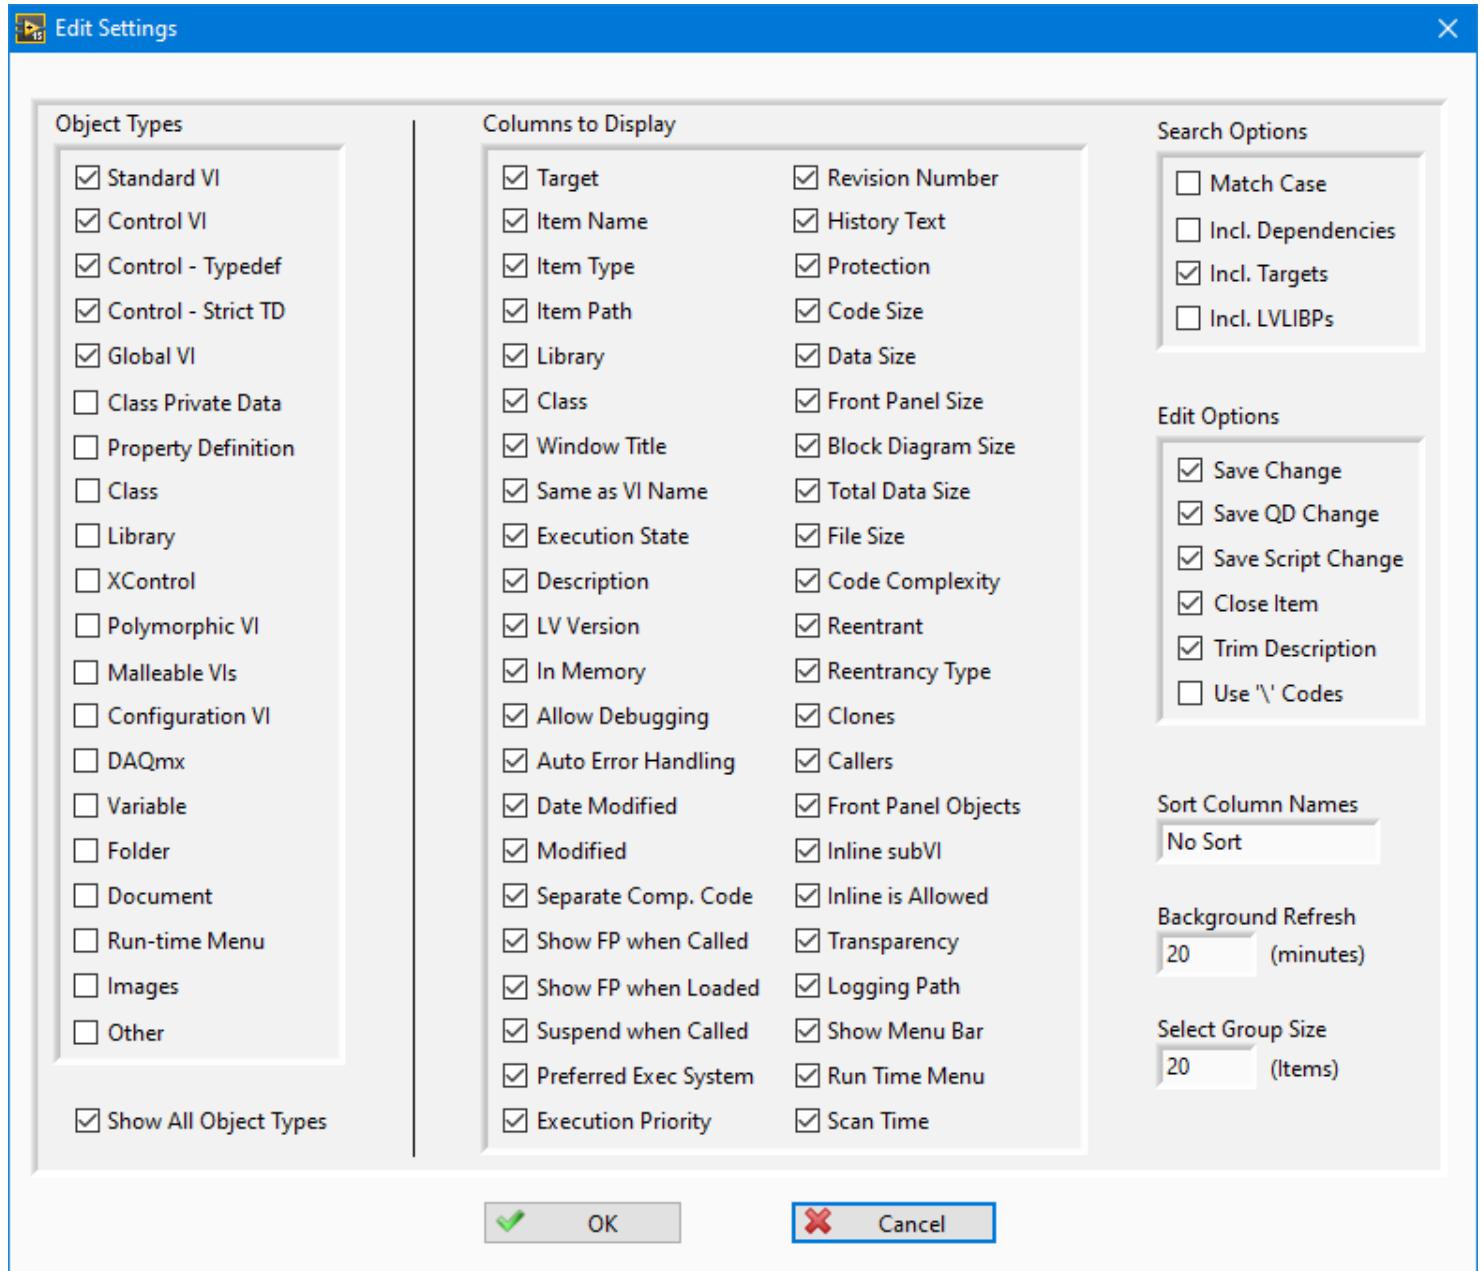 Edit Settings
Object Types
Standard VI
Control VI
Control - Typedef
Control - Strict TD
Global VI
Class Private Data
Property Definition
Class
Library
XControl
Polymorphic VI
Malleable VIs
Configuration VI
DAQmx
Variable
Folder
Document
Run-time Menu
Images
Other
Show All Object Types
Columns to Display
Target
Item Name
Item Type
Item Path
Library
Class
Window Title
Same as VI Name
Execution State
Description
LV Version
In Memory
Allow Debugging
Auto Error Handling
Date Modified
Modified
Separate Comp. Code
Show FP when Called
Show FP when Loaded
Suspend when Called
Preferred Exec System
Execution Priority
Revision Number
History Text
Protection
Code Size
Data Size
Front Panel Size
Block Diagram Size
Total Data Size
File Size
Code Complexity
Reentrant
Reentrancy Type
Clones
Callers
Front Panel Objects
Inline subVI
Inline is Allowed
Transparency
Logging Path
Show Menu Bar
Run Time Menu
Scan Time
Search Options
Match Case
Incl. Dependencies
Incl. Targets
Incl. LVLIBPs
Edit Options
Save Change
Save QD Change
Save Script Change
Close Item
Trim Description
Use '\' Codes
Sort Column Names
No Sort
Background Refresh
20 (minutes)
Select Group Size
20 (Items)
OK
Cancel